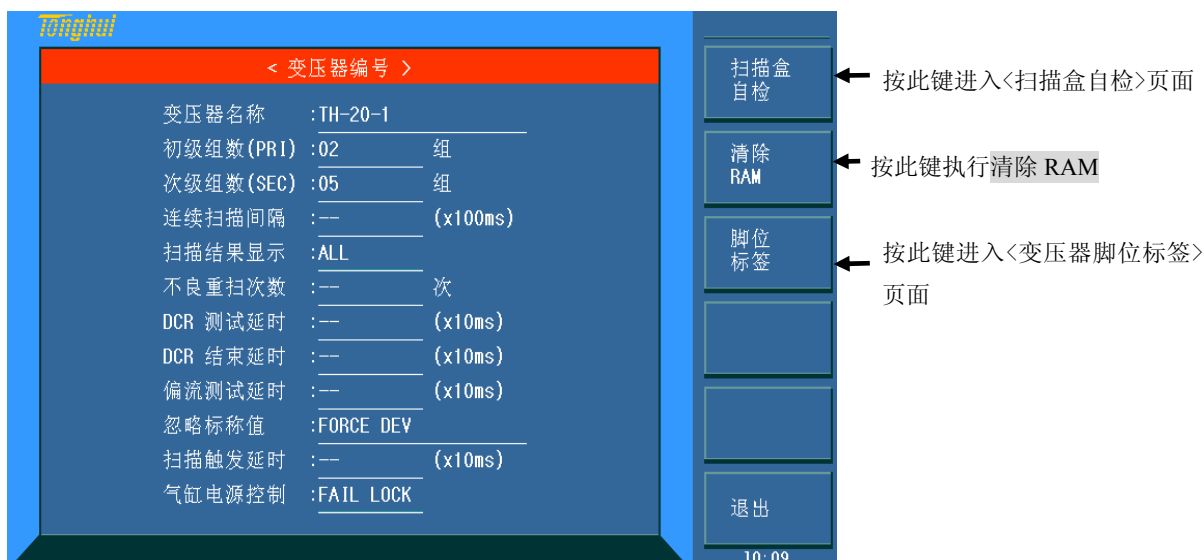 Tonghui
< 变压器编号 >
变压器名称 :TH-20-1
初级组数(PRI) :02 组
次级组数(SEC) :05 组
连续扫描间隔 :-- (x100ms)
扫描结果显示 :ALL
不良重扫次数 :-- 次
DCR 测试延时 :-- (x10ms)
DCR 结束延时 :-- (x10ms)
偏流测试延时 :-- (x10ms)
忽略标称值 :FORCE DEV
扫描触发延时 :-- (x10ms)
气缸电源控制 :FAIL LOCK
扫描盒
自检
清除
RAM
脚位
标签
退出
10:09
按此键进入<扫描盒自检>页面
按此键执行清除 RAM
按此键进入<变压器脚位标签>
页面